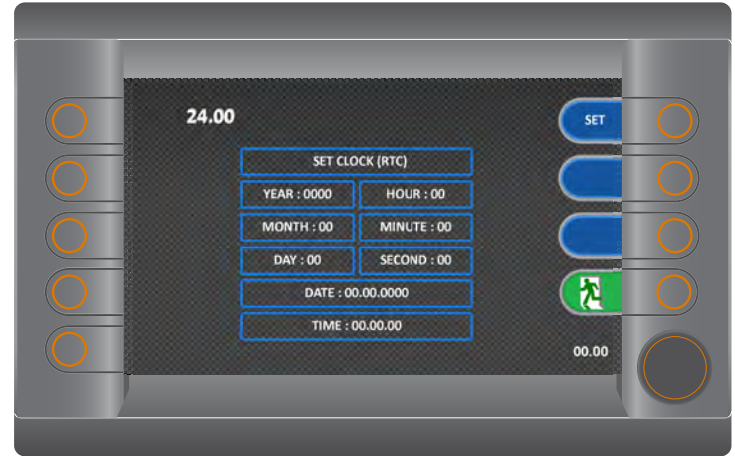 24.00
SET
SET CLOCK (RTC)
YEAR : 0000
HOUR : 00
MONTH : 00
MINUTE : 00
DAY : 00
SECOND : 00
DATE : 00.00.0000
TIME : 00.00.00
00.00